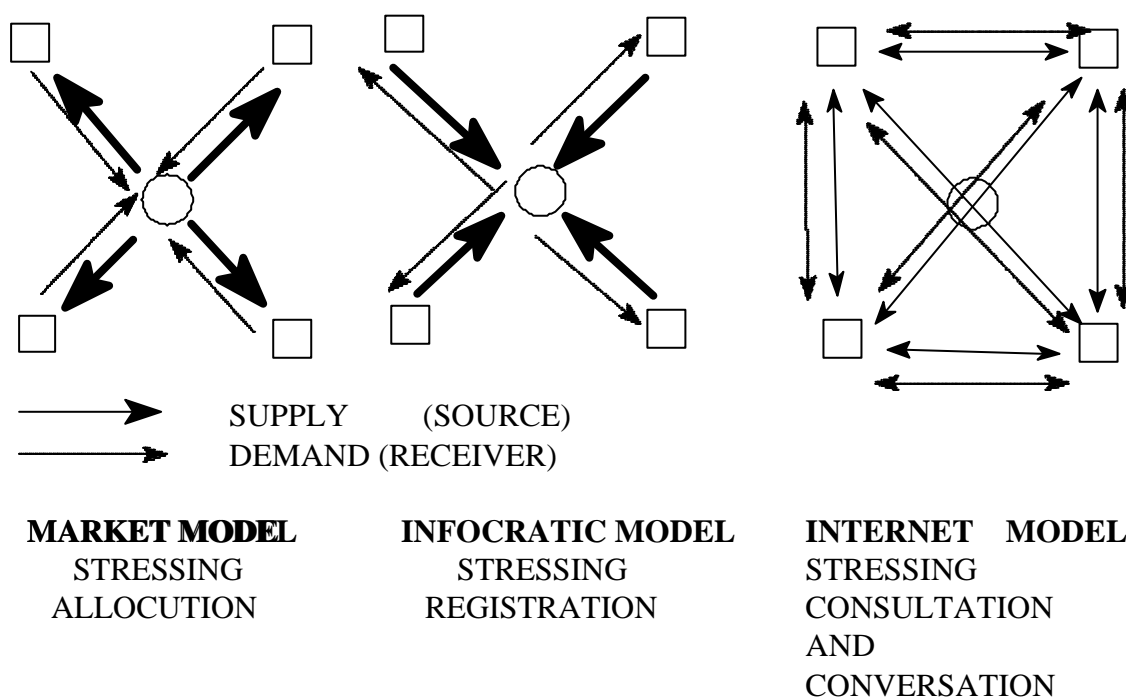 SUPPLY (SOURCE)
DEMAND (RECEIVER)
MARKET MODEL
STRESSING
ALLOCUTION
INFOCRATIC MODEL
STRESSING
REGISTRATION
INTERNET MODEL
STRESSING
CONSULTATION
AND
CONVERSATION